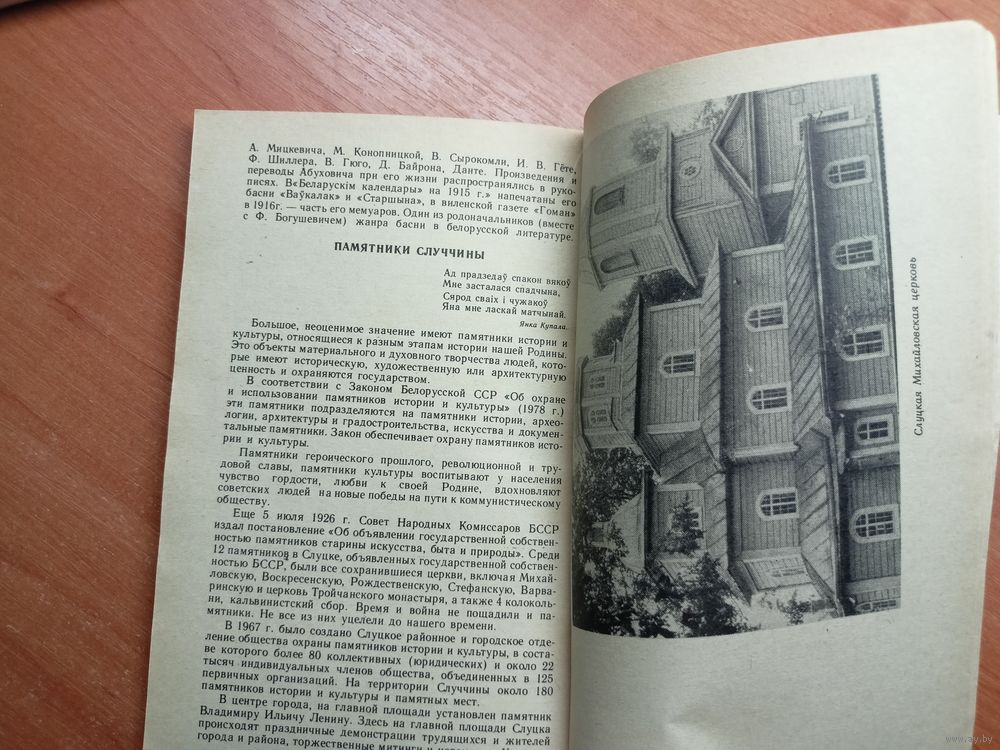 А. Мицкевича, М. Конопницкой, В. Сырокомли, И. В. Гёте,
Ф. Шиллера, В. Гюго, Д. Байрона, Данте. Произведения и
переводы Абуховича при его жизни распространялись в руко-
писях. В«Беларускім календары» на 1915 г.» напечатаны его
басни «Ваўкалак» и «Старшына», в виленской газете «Гоман»
в 1916г. — часть его мемуаров. Один из родоначальников (вместе
с Ф. Богушевичем) жанра басни в белорусской литературе.
ПАМЯТНИКИ СЛУЧЧИНЫ
Ад прадзедаў спакон вякоў
Мне засталася спадчына,
Сярод сваіх і чужакоў
Яна мне ласкай матчынай.
Янка Купала.
Большое, неоценимое значение имеют памятники истории и
культуры, относящиеся к разным этапам истории нашей Родины.
Это объекты материального и духовного творчества людей, кото-
рые имеют историческую, художественную или архитектурную
ценность и охраняются государством.
В соответствии с Законом Белорусской ССР «Об охране
и использовании памятников истории и культуры» (1978 г.)
эти памятники подразделяются на памятники истории, архео-
логии, архитектуры и градостроительства, искусства и докумен-
тальные памятники. Закон обеспечивает охрану памятников исто-
рии и культуры.
Памятники героического прошлого, революционной и тру-
довой славы, памятники культуры воспитывают у населения
чувство гордости, любви к своей Родине, вдохновляют
советских людей на новые победы на пути к коммунистическому
обществу.
Еще 5 июля 1926 г. Совет Народных Комиссаров БССР
издал постановление «Об объявлении государственной собствен-
ностью памятников старины искусства, быта и природы». Среди
12 памятников в Слуцке, объявленных государственной собствен-
ностью БССР, были все сохранившиеся церкви, включая Михай-
ловскую, Воскресенскую, Рождественскую, Стефанскую, Варва-
ринскую и церковь Тройчанского монастыря, а также 4 колоколь-
ни, кальвинистский сбор. Время и война не пощадили и па-
мятники. Не все из них уцелели до нашего времени.
В 1967 г. было создано Слуцкое районное и городское отде-
ление общества охраны памятников истории и культуры, в соста-
ве которого более 80 коллективных (юридических) и около 22
тысяч индивидуальных членов общества, объединенных в 125
первичных организаций. На территории Случчины около 180
памятников истории и культуры и памятных мест.
В центре города, на главной площади установлен памятник
Владимиру Ильичу Ленину. Здесь на главной площади Слуцка
происходят праздничные демонстрации трудящихся и жителей
города и района, торжественные митинги и
Слуцкая Михайловская церковь
www.ay.by